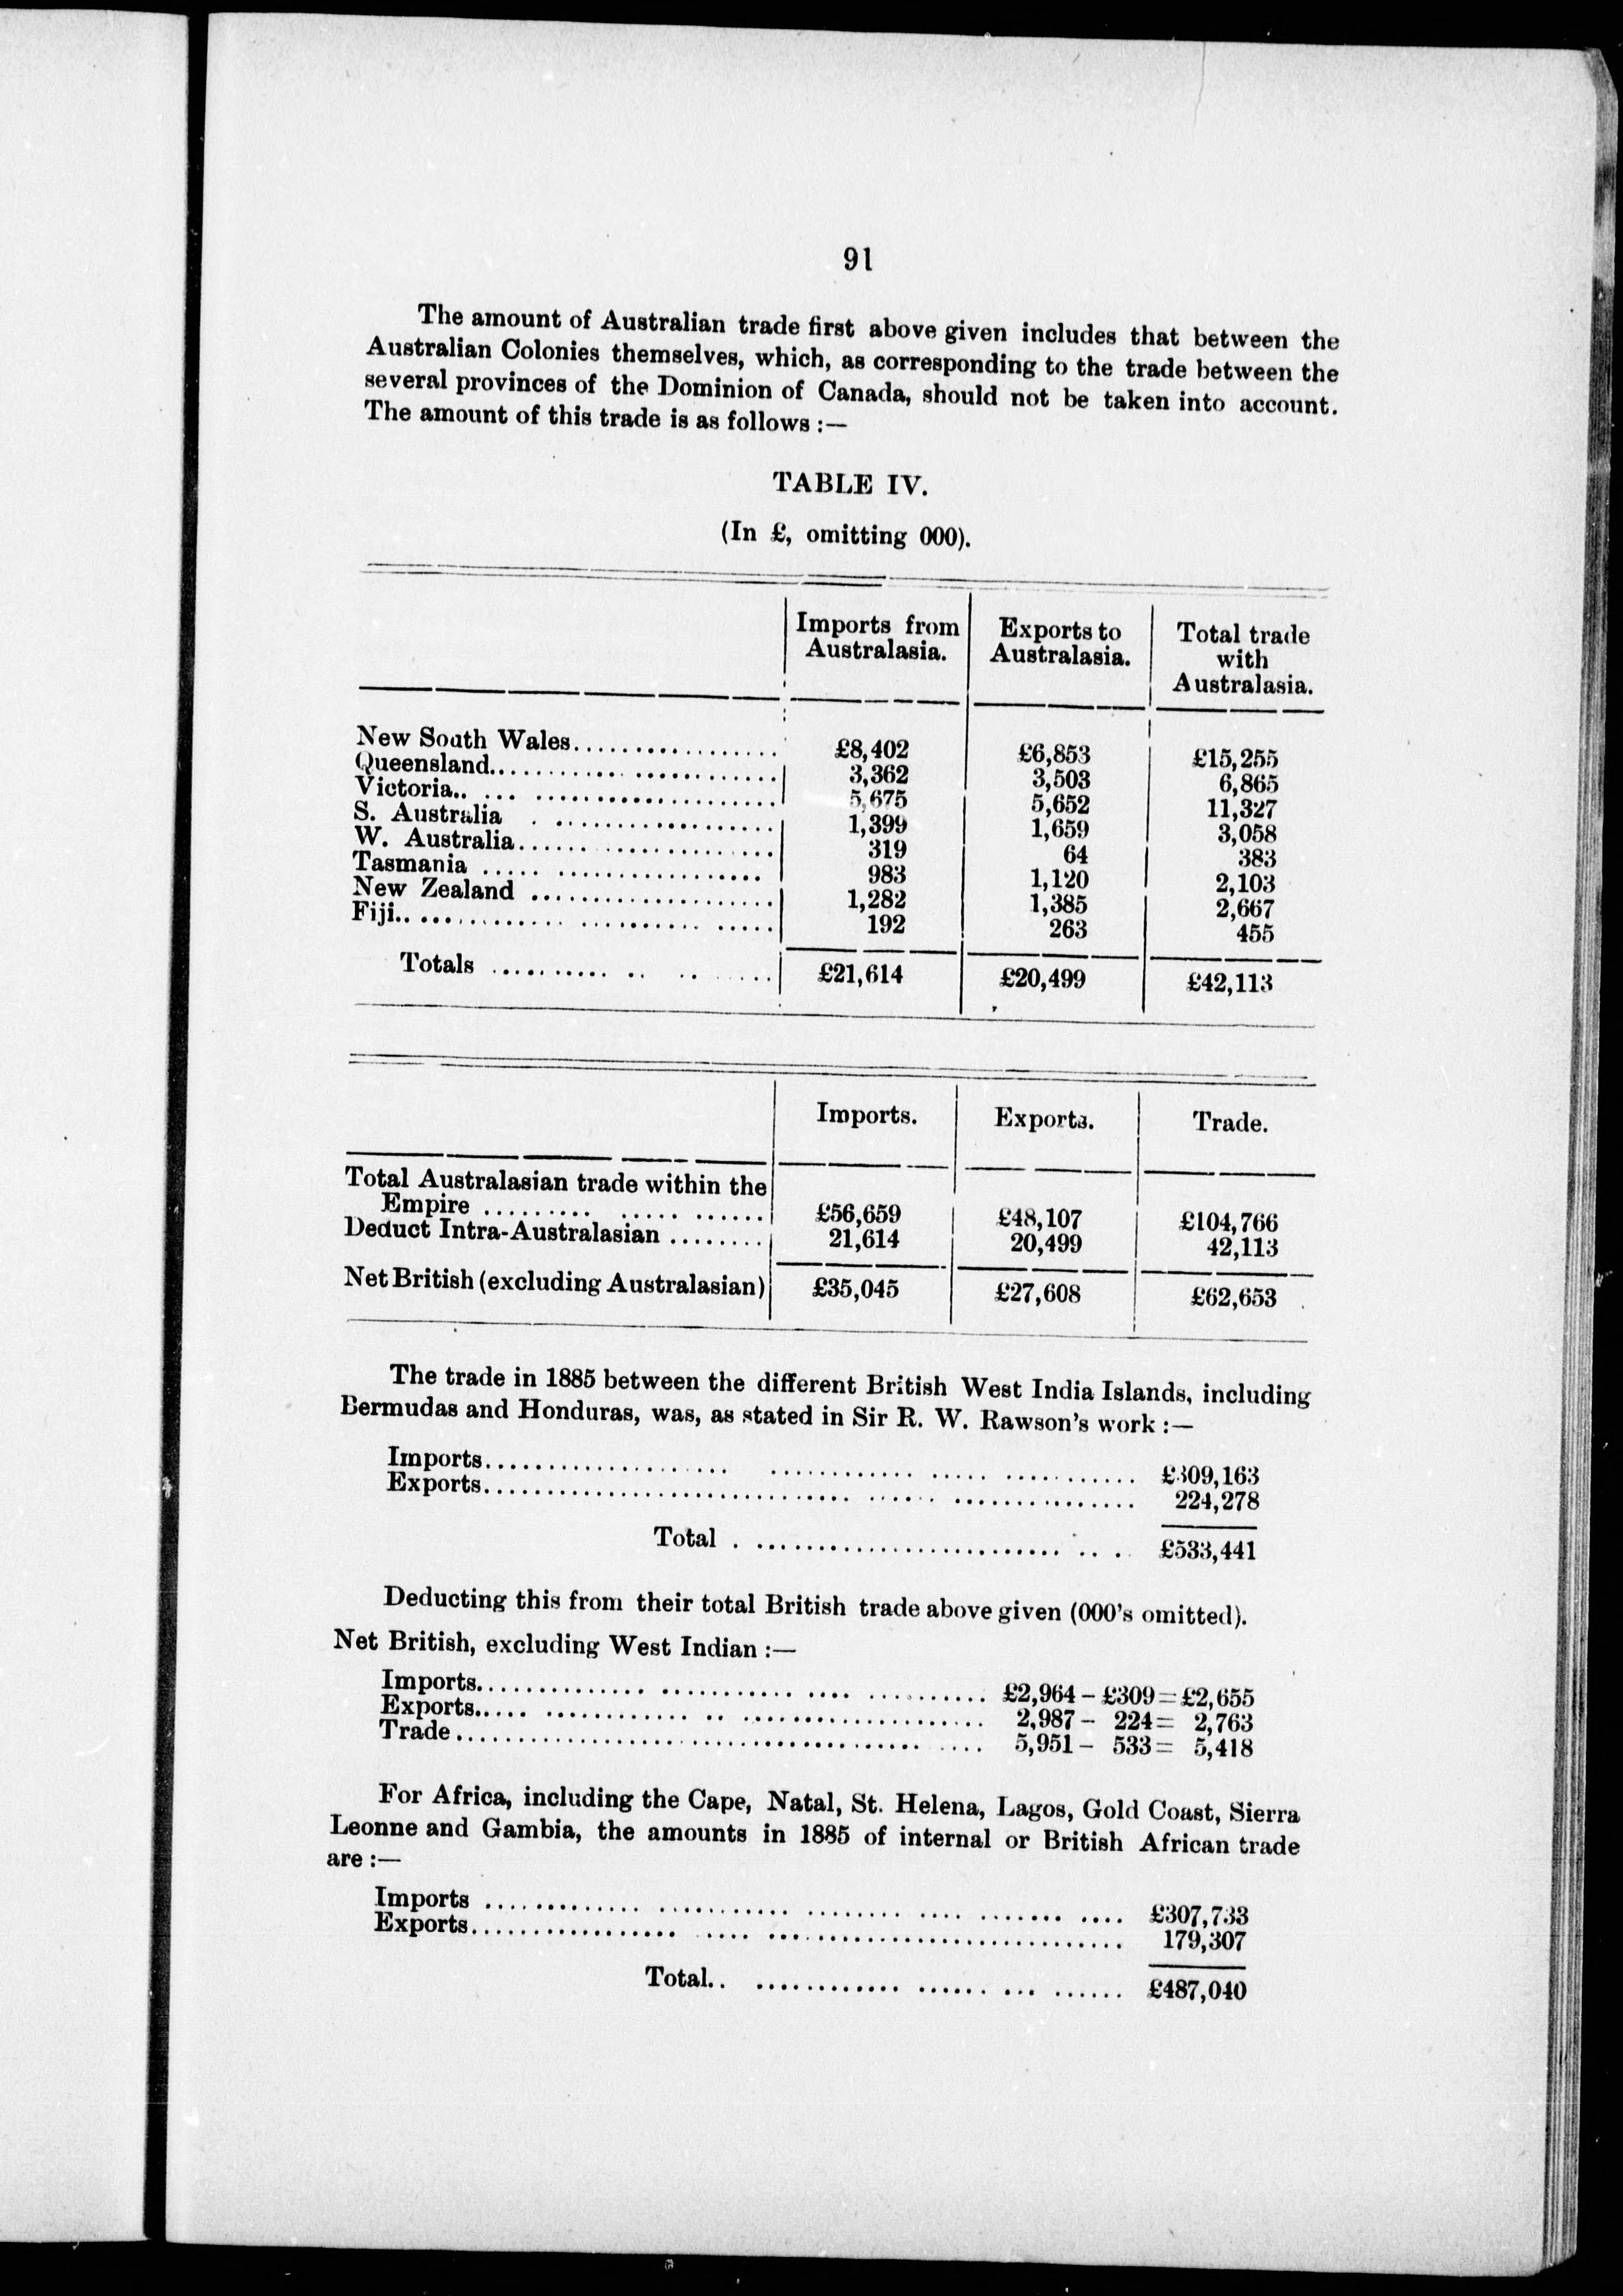 91
The amount of Australian trade first above given includes that between the
Australian Colonies themselves, which, as corresponding to the trade between the
several provinces of the Dominion of Canada, should not be taken into account.
The amount of this trade is as follows :—
TABLE IV.
(In £, omitting 000).
Imports from Australasia. Exports to Australasia. Total trade with Australasia.
New South Wales................. £8,402 £6,853 £15,255
Queensland........................ 3,362 3,503 6,865
Victoria.. ........................ 5,675 5,652 11,327
S. Australia ..................... 1,399 1,659 3,058
W. Australia..................... 319 64 383
Tasmania ........................ 983 1,120 2,103
New Zealand ..................... 1,282 1,385 2,667
Fiji.............................. 192 263 455
Totals ..................... £21,614 £20,499 £42,113
Imports. Exports. Trade.
Total Australasian trade within the
Empire ..................... £56,659 £48,107 £104,766
Deduct Intra-Australasian ........ 21,614 20,499 42,113
Net British (excluding Australasian) £35,045 £27,608 £62,653
The trade in 1885 between the different British West India Islands, including
Bermudas and Honduras, was, as stated in Sir R. W. Rawson's work :—
Imports.................................................. £309,163
Exports.................................................. 224,278
Total .............................. £533,441
Deducting this from their total British trade above given (000's omitted).
Net British, excluding West Indian :—
Imports........................................ £2,964 – £309 = £2,655
Exports........................................ 2,987 – 224 = 2,763
Trade.......................................... 5,951 – 533 = 5,418
For Africa, including the Cape, Natal, St. Helena, Lagos, Gold Coast, Sierra
Leonne and Gambia, the amounts in 1885 of internal or British African trade
are :—
Imports .................................................. £307,733
Exports.................................................. 179,307
Total.............................. £487,040